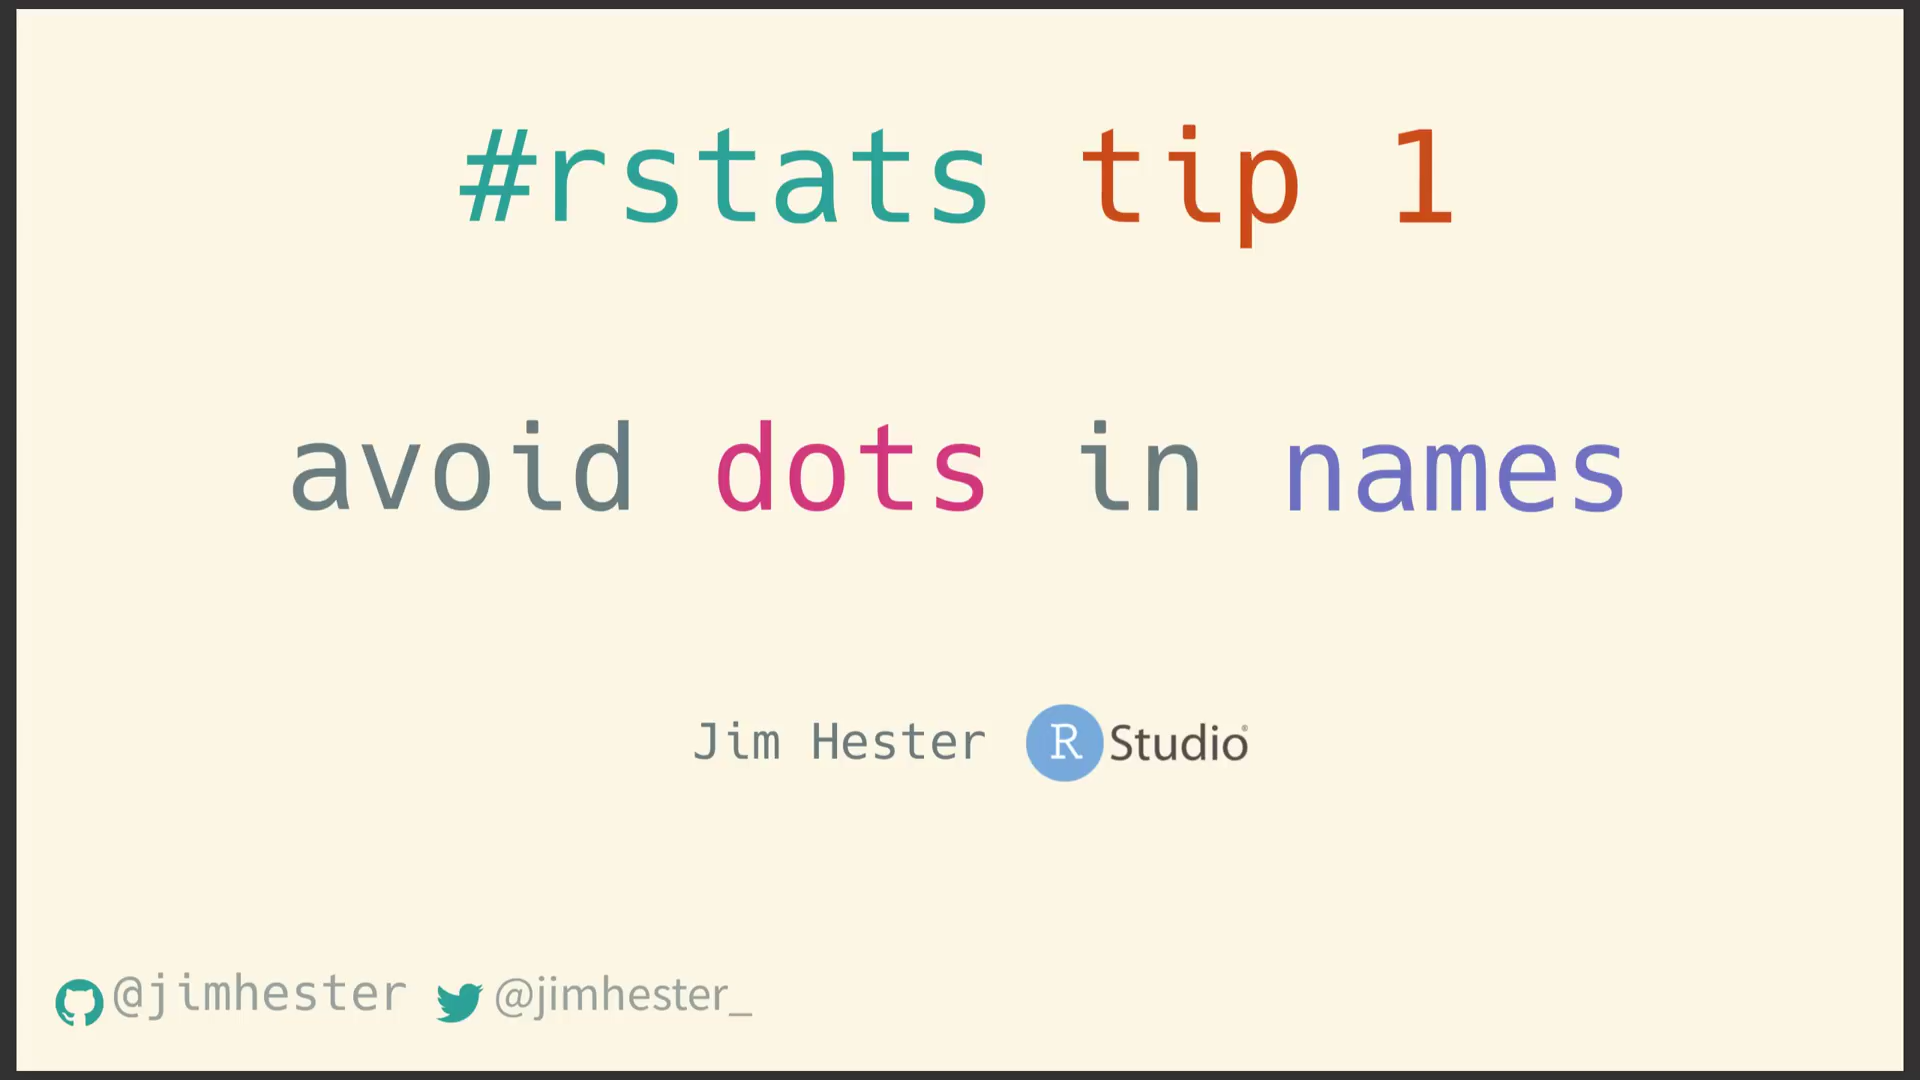 #rstats tip 1
avoid dots in names
Jim Hester R Studio®
@jimhester @jimhester_